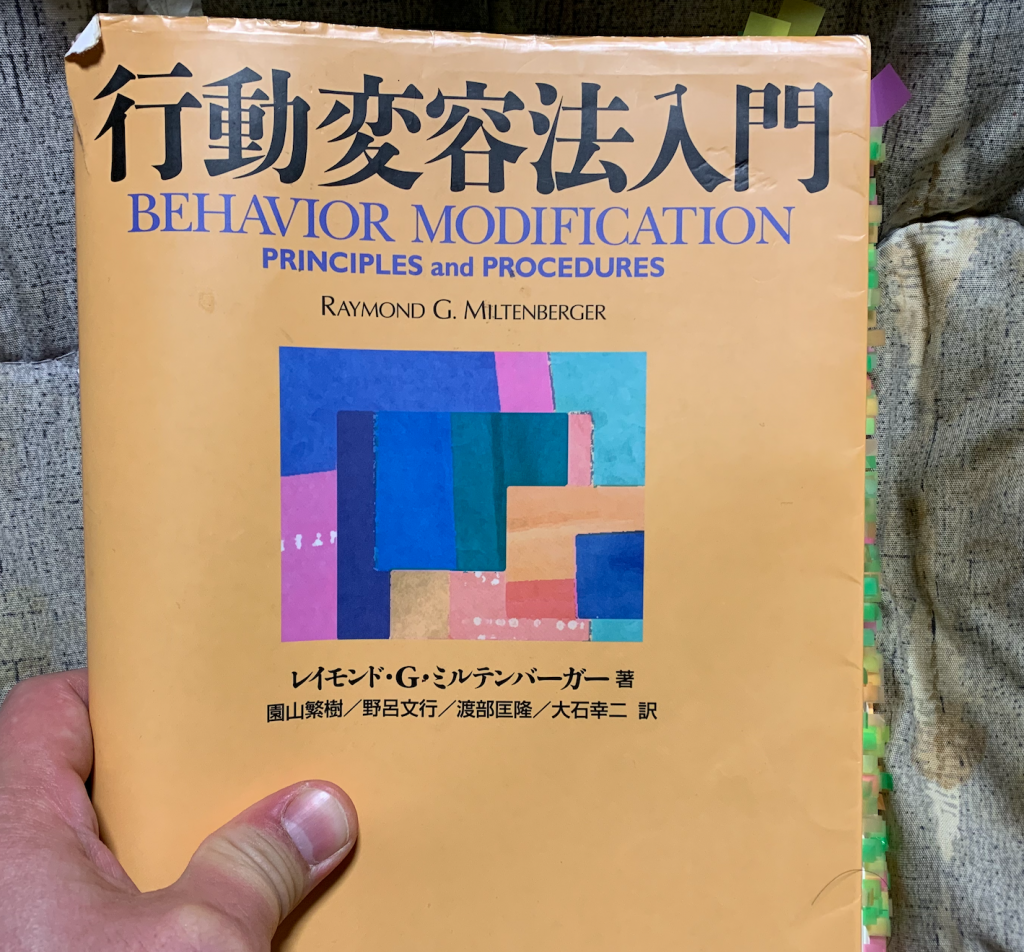 行動変容法入門
BEHAVIOR MODIFICATION
PRINCIPLES and PROCEDURES
RAYMOND G. MILTENBERGER
レイモンド・G・ミルテンバーガー 著
園山繁樹／野呂文行／渡部匡隆／大石幸二 訳